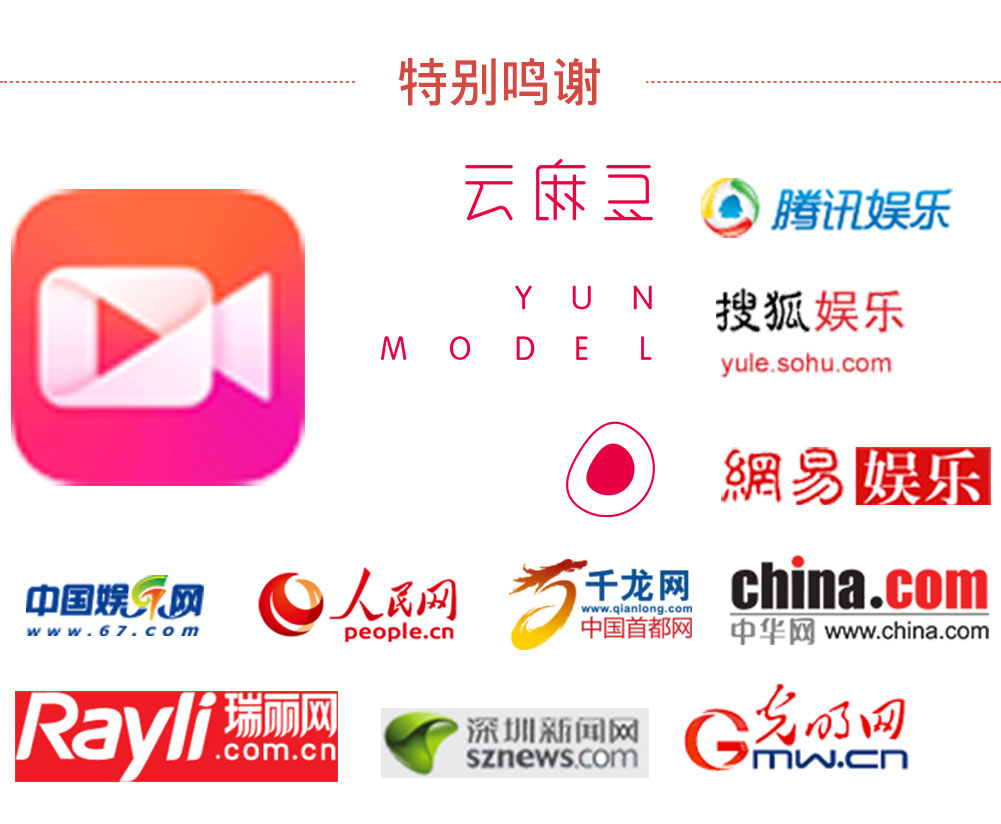 特别鸣谢
云麻豆
YUN
MODEL
腾讯娱乐
搜狐娱乐
yule.sohu.com
網易娱乐
中国娱乐网
www.67.com
人民网
people.cn
千龙网
www.qianlong.com
中国首都网
china.com
中华网 www.china.com
Rayli 瑞丽网
.com.cn
深圳新闻网
sznews.com
光明网
Gmw.cn